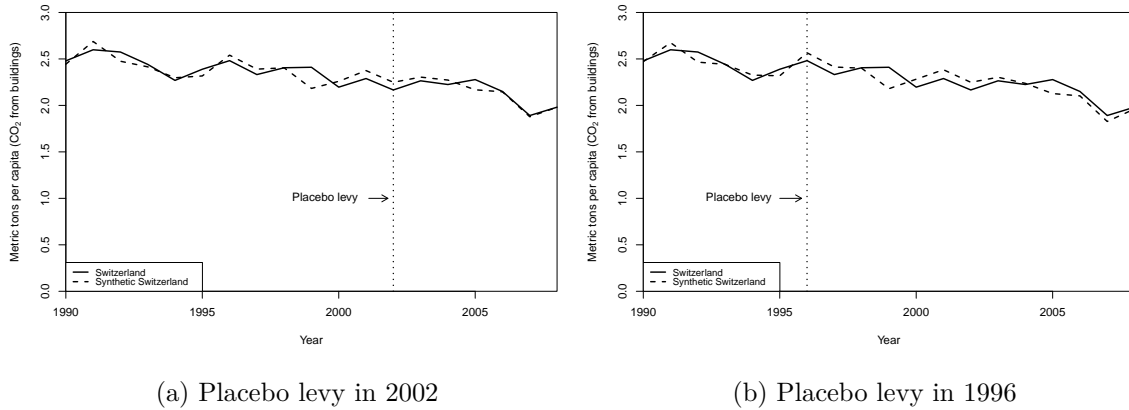 Metric tons per capita (CO₂ from buildings)
3.0
2.5
2.0
1.5
1.0
0.5
0.0
Placebo levy
Switzerland
Synthetic Switzerland
1990
1995
2000
2005
Year
(a) Placebo levy in 2002
Metric tons per capita (CO₂ from buildings)
3.0
2.5
2.0
1.5
1.0
0.5
0.0
Placebo levy
Switzerland
Synthetic Switzerland
1990
1995
2000
2005
Year
(b) Placebo levy in 1996